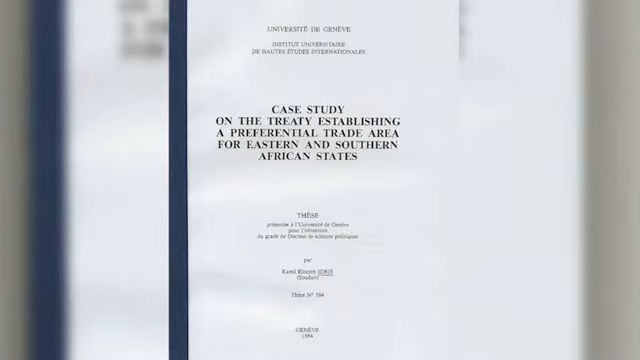 UNIVERSITÉ DE GENÈVE
INSTITUT UNIVERSITAIRE
DE HAUTES ÉTUDES INTERNATIONALES
CASE STUDY
ON THE TREATY ESTABLISHING
A PREFERENTIAL TRADE AREA
FOR EASTERN AND SOUTHERN
AFRICAN STATES
THÈSE
présentée à l'Université de Genève
pour l'obtention
du grade de Docteur ès sciences politiques
par
Kamil Eltayeb IDRIS
(Soudan)
Thèse N° 384
GENÈVE
1984